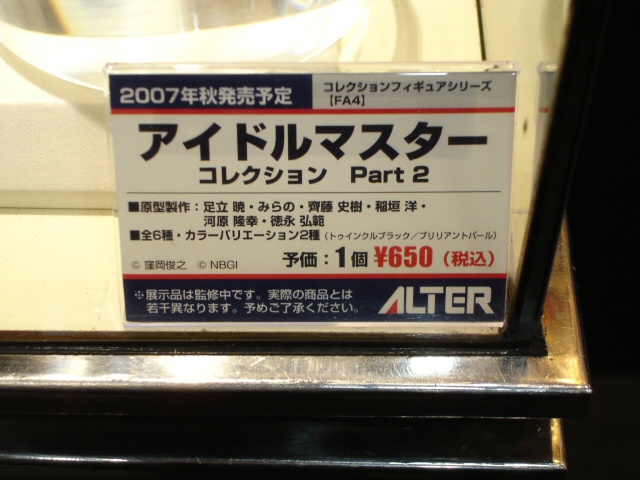 2007年秋発売予定
コレクションフィギュアシリーズ
【FA4】
アイドルマスター
コレクション Part 2
■原型製作：足立 暁・みらの・齊藤 史樹・稲垣 洋・
河原 隆幸・徳永 弘範
■全6種・カラーバリエーション2種（トゥインクルブラック／ブリリアントパール）
© 窪岡俊之 © NBGI
予価：1個 ¥650（税込）
※展示品は監修中です。実際の商品とは
若干異なります。予めご了承ください。
ALTER